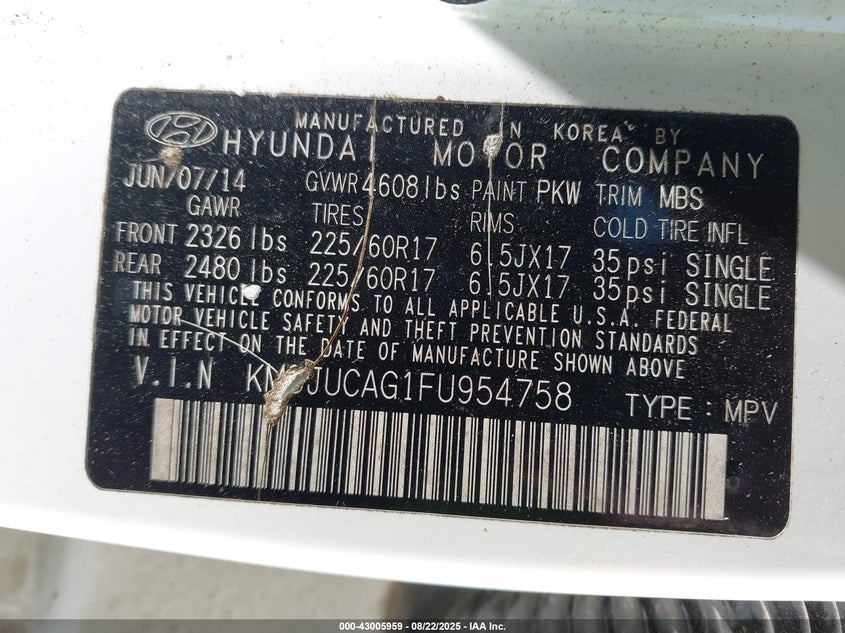 MANUFACTURED IN KOREA BY
HYUNDAI MOTOR COMPANY
JUN/07/14 GVWR 4608lbs PAINT PKW TRIM MBS
GAWR TIRES RIMS COLD TIRE INFL
FRONT 2326 lbs 225/60R17 6.5JX17 35psi SINGLE
REAR 2480 lbs 225/60R17 6.5JX17 35psi SINGLE
THIS VEHICLE CONFORMS TO ALL APPLICABLE U.S.A. FEDERAL
MOTOR VEHICLE SAFETY AND THEFT PREVENTION STANDARDS
IN EFFECT ON THE DATE OF MANUFACTURE SHOWN ABOVE
V.I.N TYPE : MPV
000-43005959 - 08/22/2025 - IAA Inc.